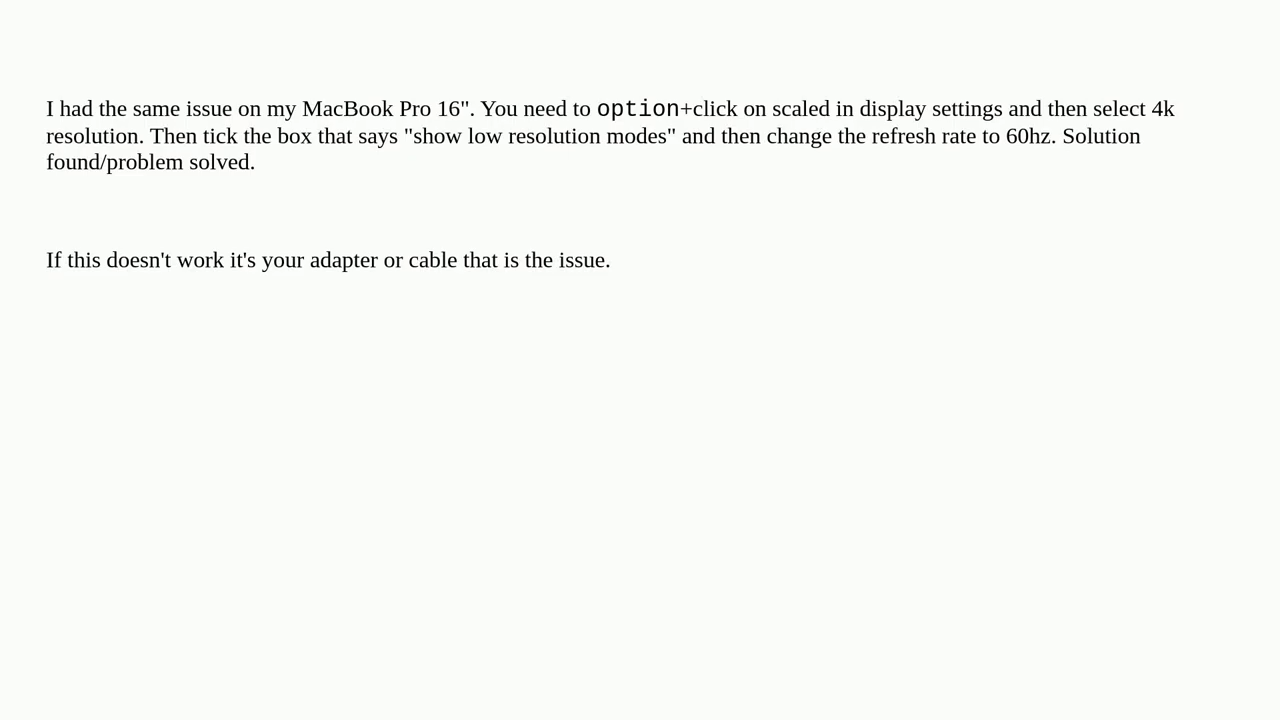 I had the same issue on my MacBook Pro 16". You need to option+click on scaled in display settings and then select 4k
resolution. Then tick the box that says "show low resolution modes" and then change the refresh rate to 60hz. Solution
found/problem solved.
If this doesn't work it's your adapter or cable that is the issue.